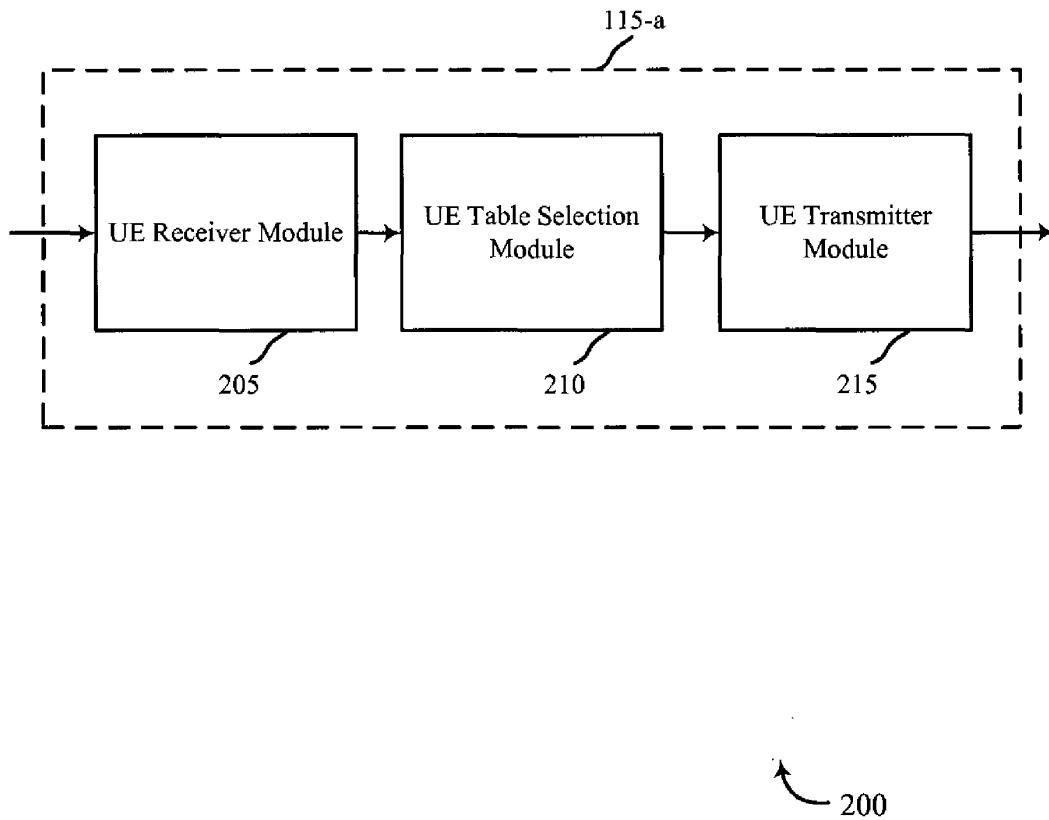 115-a
UE Receiver Module
UE Table Selection
Module
UE Transmitter
Module
205
210
215
200